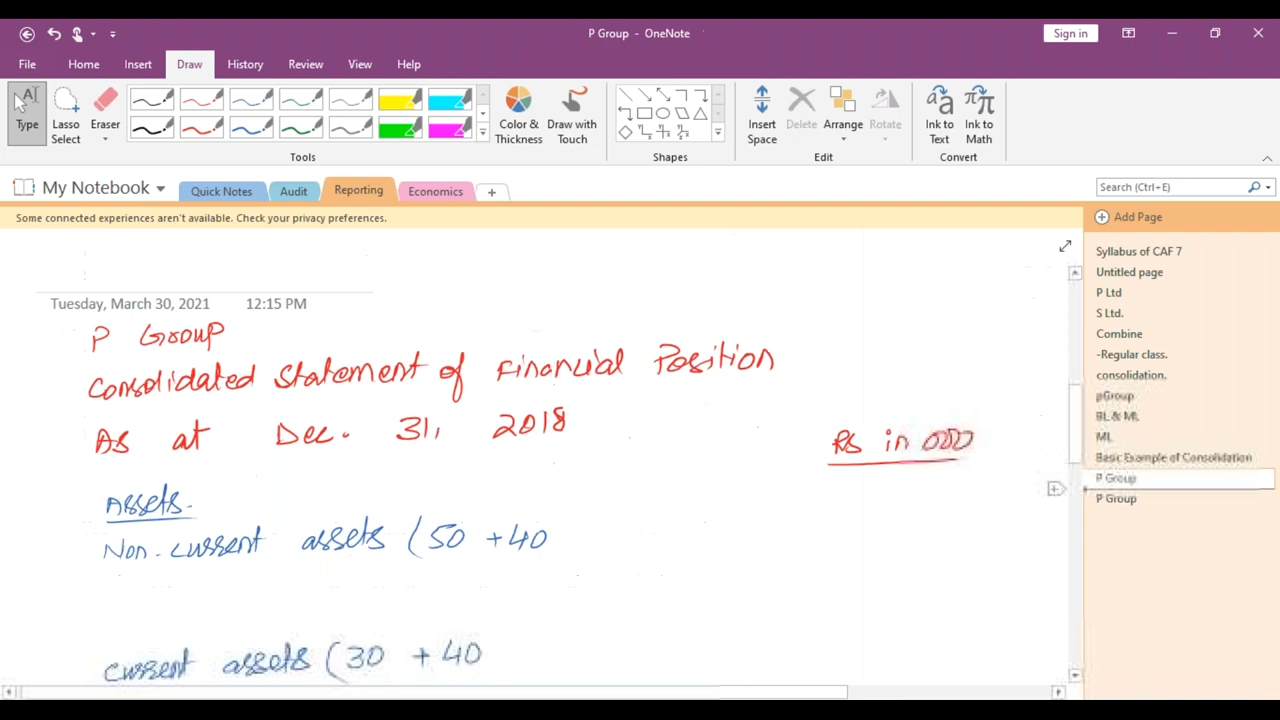 P Group - OneNote
Sign in
File Home Insert Draw History Review View Help
Type
Lasso Select
Eraser
Color & Thickness
Draw with Touch
Insert Space
Delete
Arrange
Rotate
Ink to Text
Ink to Math
Tools
Shapes
Edit
Convert
My Notebook
Quick Notes
Audit
Reporting
Economics
Search (Ctrl+E)
Some connected experiences aren't available. Check your privacy preferences.
Add Page
Syllabus of CAF 7
Untitled page
P Ltd
S Ltd.
Combine
-Regular class.
consolidation.
pGroup
BL & ML
ML
Basic Example of Consolidation
P Group
P Group
Tuesday, March 30, 2021 12:15 PM
P Group
Consolidated Statement of Financial Position
As at Dec. 31, 2018
Rs in 000
Assets.
Non-current assets (50 +40
current assets (30 +40